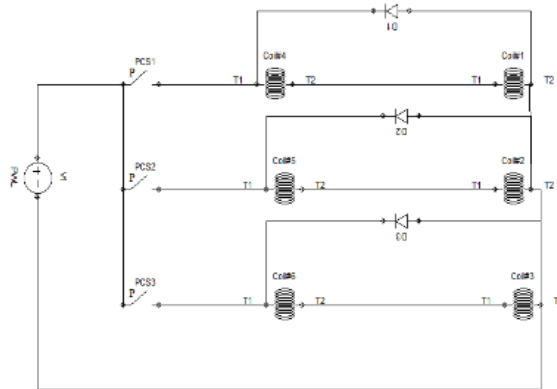 D1
PCS1
Coil#4
Coil#1
P
T1
T2
T1
T2
D2
PCS2
Coil#5
Coil#2
V1
PWL
P
T1
T2
T1
T2
D3
PCS3
Coil#6
Coil#3
P
T1
T2
T1
T